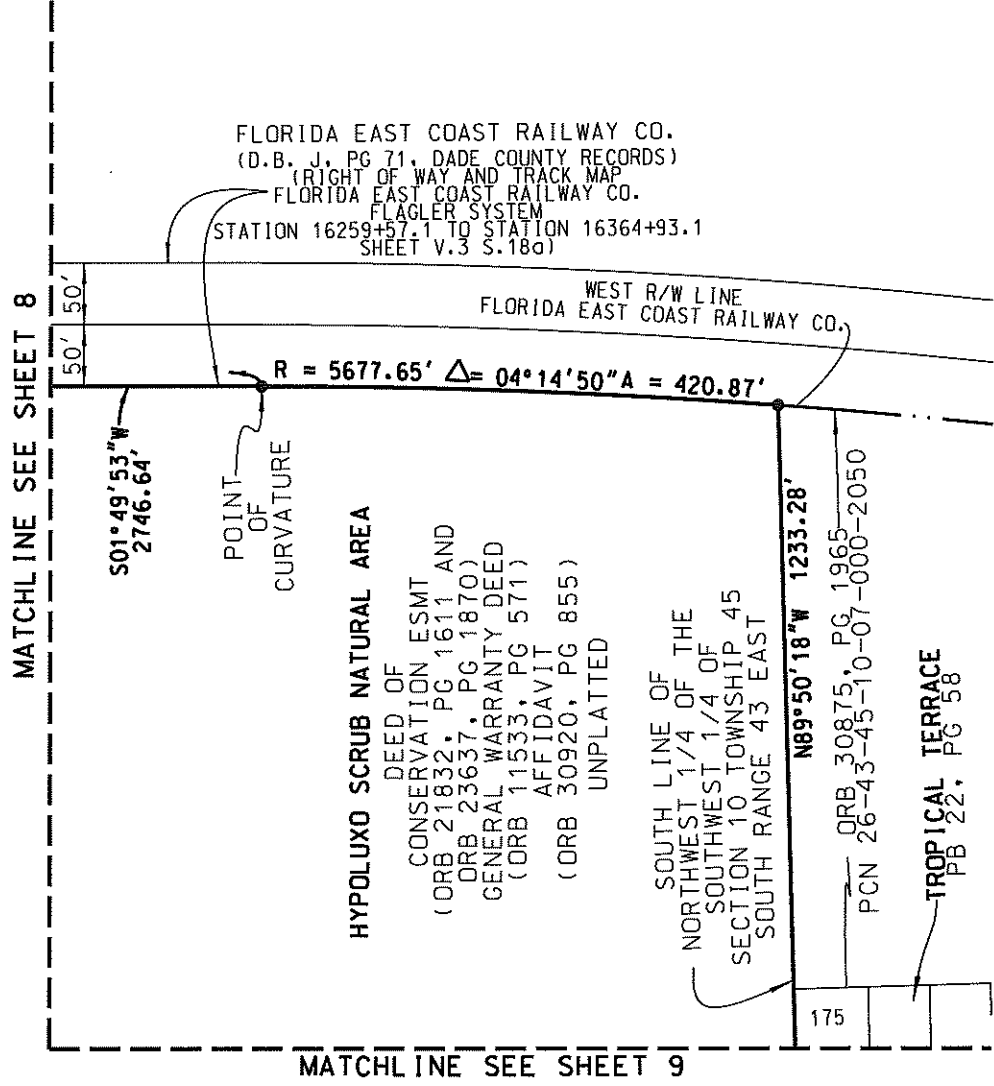 FLORIDA EAST COAST RAILWAY CO.
(D.B. J, PG 71, DADE COUNTY RECORDS)
(RIGHT OF WAY AND TRACK MAP
FLORIDA EAST COAST RAILWAY CO.
FLAGLER SYSTEM
STATION 16259+57.1 TO STATION 16364+93.1
SHEET V.3 S.18a)
MATCHLINE SEE SHEET 8
50'
50'
WEST R/W LINE
FLORIDA EAST COAST RAILWAY CO.
R = 5677.65' Δ= 04°14'50" A = 420.87'
S01°49'53"W
2746.64'
POINT
OF
CURVATURE
HYPOLUXO SCRUB NATURAL AREA
DEED OF
CONSERVATION ESMT
(ORB 21832, PG 1611 AND
ORB 23637, PG 1870)
GENERAL WARRANTY DEED
(ORB 11533, PG 571)
AFFIDAVIT
(ORB 30920, PG 855)
UNPLATTED
SOUTH LINE OF
NORTHWEST 1/4 OF THE
SOUTHWEST 1/4 OF
SECTION 10 TOWNSHIP 45
SOUTH RANGE 43 EAST
N89°50'18"W 1233.28'
ORB 30875, PG 1965
PCN 26-43-45-10-07-000-2050
TROPICAL TERRACE
PB 22, PG 58
175
MATCHLINE SEE SHEET 9